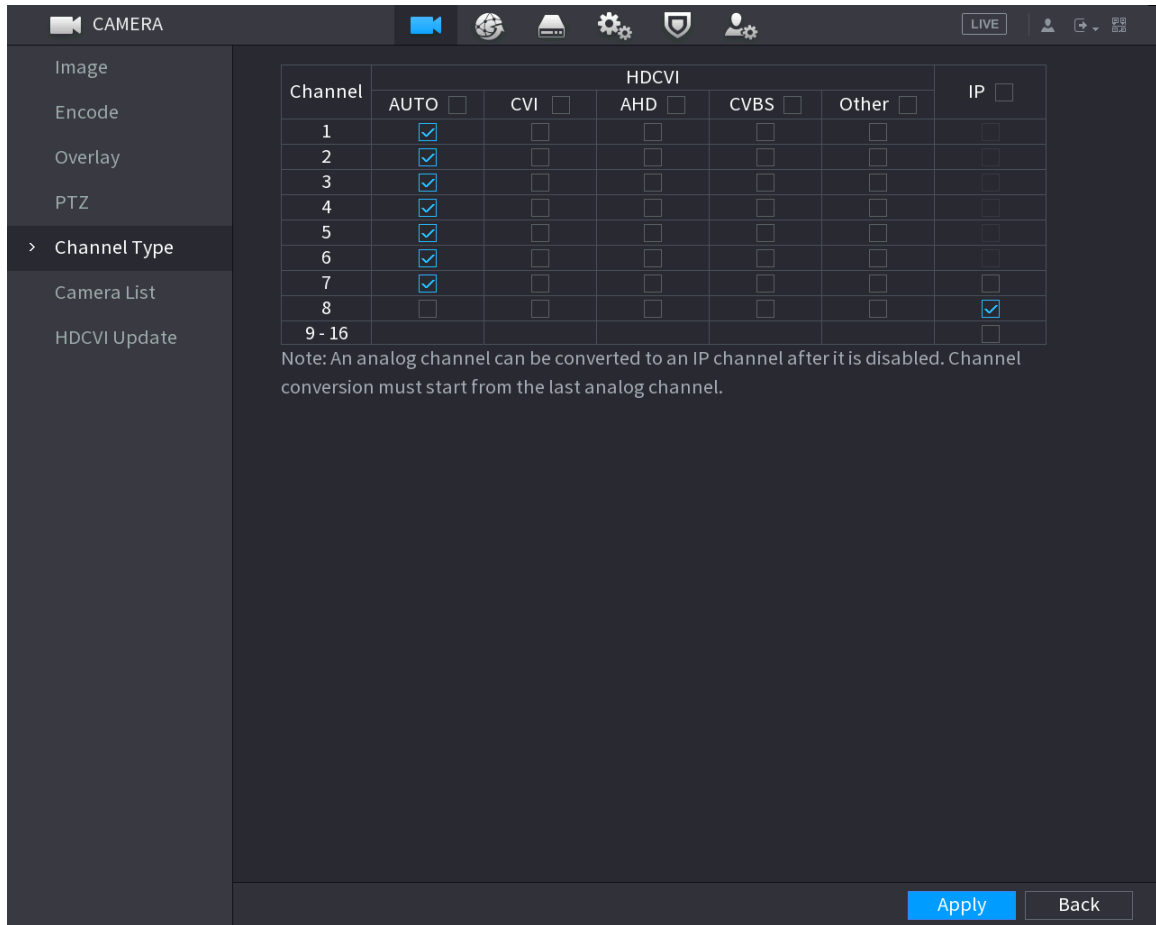 CAMERA
LIVE
Image
Encode
Overlay
PTZ
> Channel Type
Camera List
HDCVI Update
Channel HDCVI IP
AUTO CVI AHD CVBS Other
1
2
3
4
5
6
7
8
9 - 16
Note: An analog channel can be converted to an IP channel after it is disabled. Channel
conversion must start from the last analog channel.
Apply Back